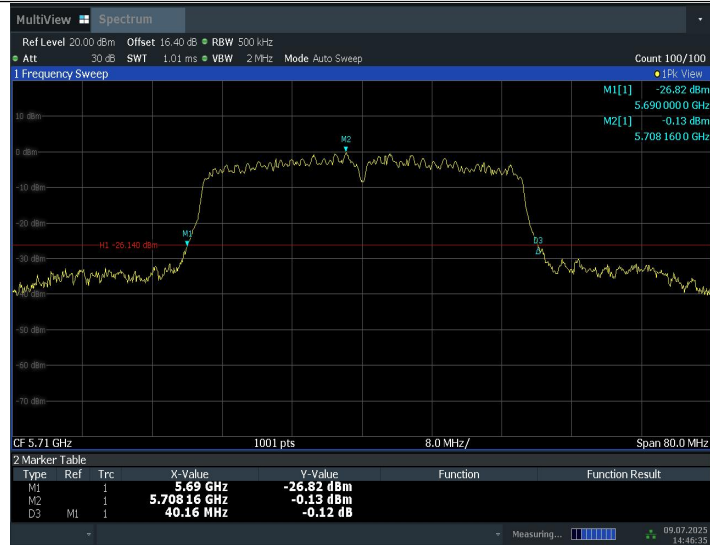 MultiView Spectrum
Ref Level 20.00 dBm Offset 16.40 dB RBW 500 kHz
Att 30 dB SWT 1.01 ms VBW 2 MHz Mode Auto Sweep Count 100/100
1 Frequency Sweep 1Pk View
M1[1] -26.82 dBm
5.690 000 0 GHz
M2[1] -0.13 dBm
5.708 160 0 GHz
10 dBm
M2
0 dBm
-10 dBm
-20 dBm
M1
H1 -26.140 dBm
D3
-30 dBm
-40 dBm
-50 dBm
-60 dBm
-70 dBm
CF 5.71 GHz 1001 pts 8.0 MHz/ Span 80.0 MHz
2 Marker Table
Type Ref Trc X-Value Y-Value Function Function Result
M1 1 5.69 GHz -26.82 dBm
M2 1 5.70816 GHz -0.13 dBm
D3 M1 1 40.16 MHz -0.12 dB
Measuring... 09.07.2025
14:46:35